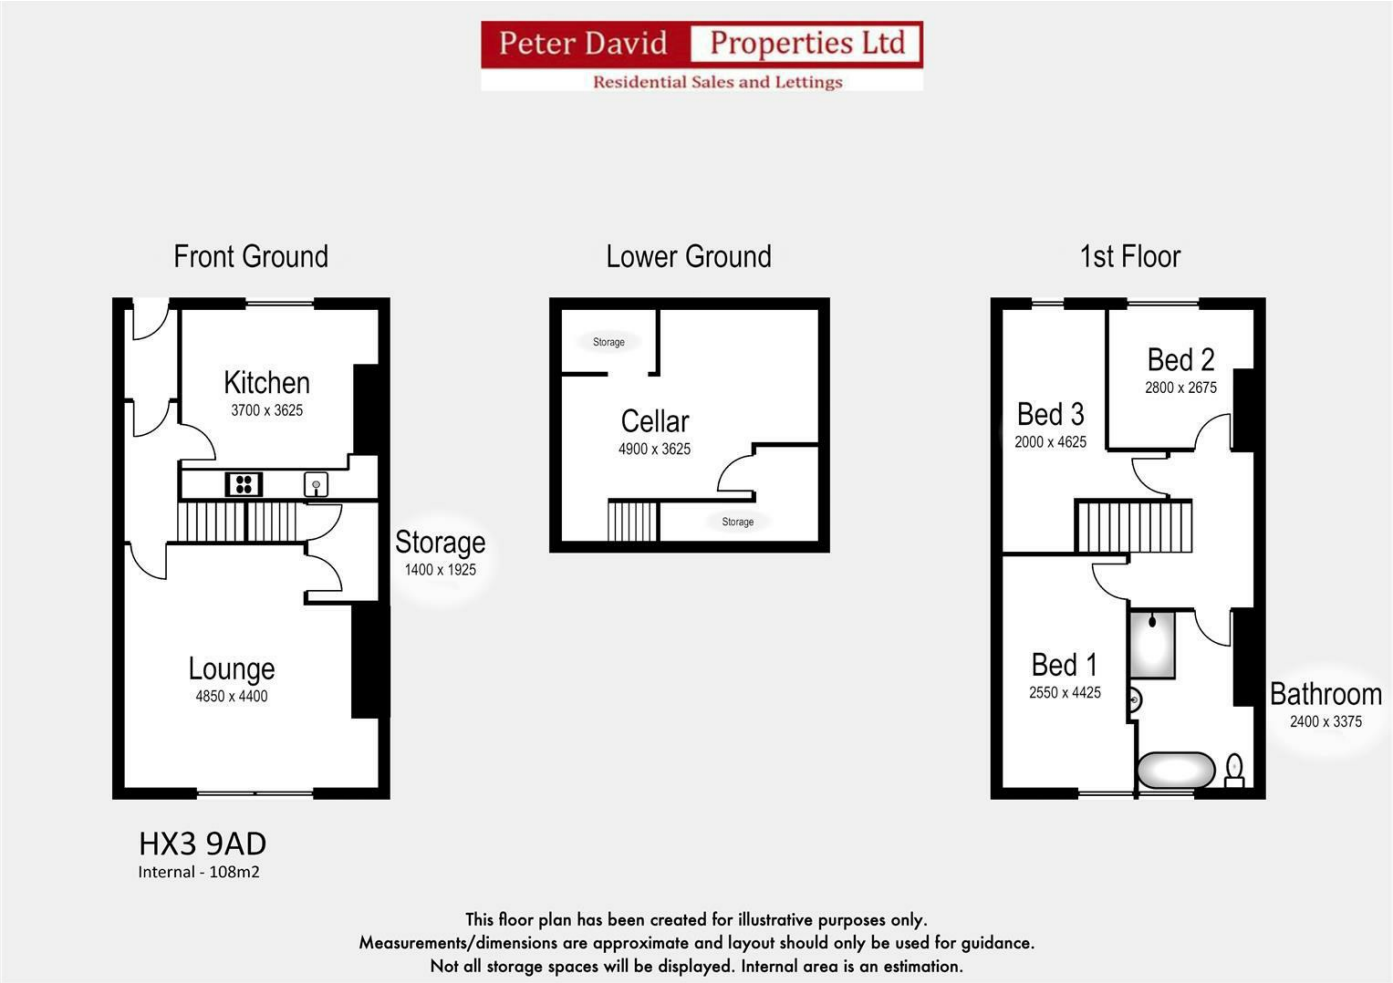 Peter David Properties Ltd
Residential Sales and Lettings
Front Ground
Lower Ground
1st Floor
Kitchen
3700 x 3625
Storage
1400 x 1925
Lounge
4850 x 4400
Storage
Cellar
4900 x 3625
Storage
Bed 2
2800 x 2675
Bed 3
2000 x 4625
Bed 1
2550 x 4425
Bathroom
2400 x 3375
HX3 9AD
Internal - 108m2
This floor plan has been created for illustrative purposes only.
Measurements/dimensions are approximate and layout should only be used for guidance.
Not all storage spaces will be displayed. Internal area is an estimation.